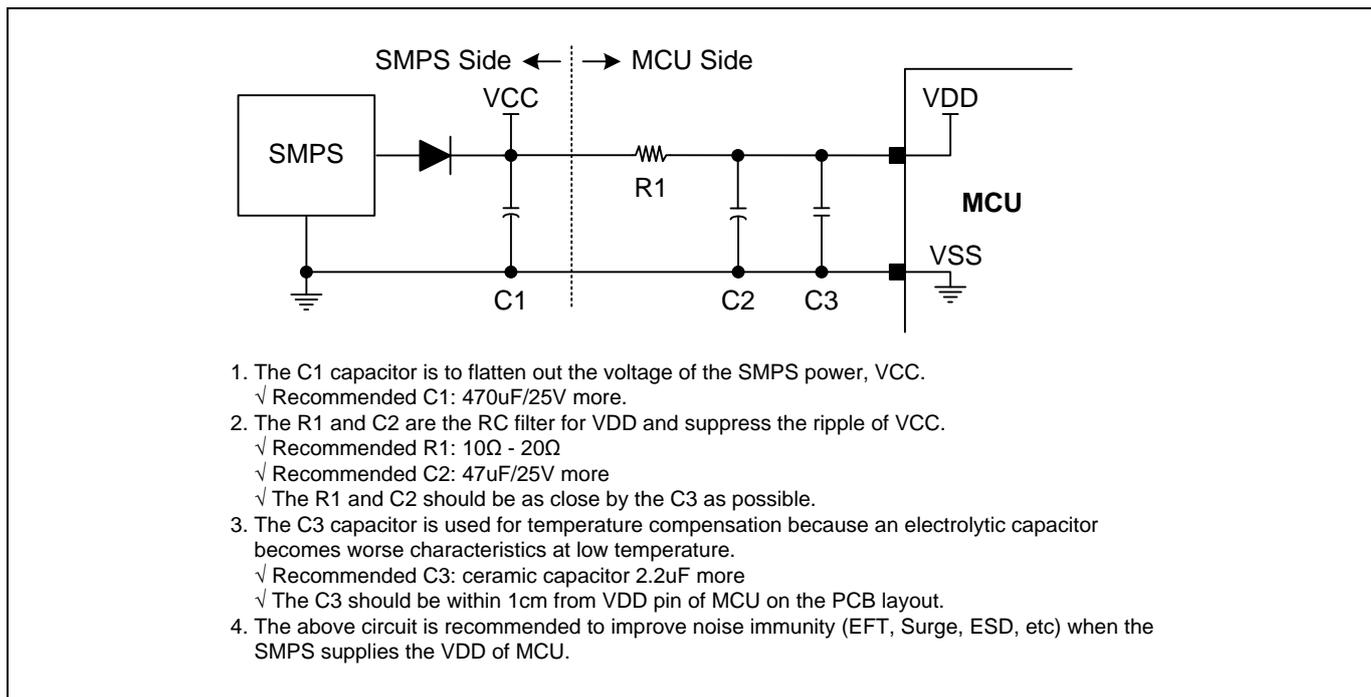 SMPS Side MCU Side
VCC
VDD
SMPS
R1
MCU
VSS
C1
C2
C3
1. The C1 capacitor is to flatten out the voltage of the SMPS power, VCC.
√ Recommended C1: 470uF/25V more.
2. The R1 and C2 are the RC filter for VDD and suppress the ripple of VCC.
√ Recommended R1: 10Ω - 20Ω
√ Recommended C2: 47uF/25V more
√ The R1 and C2 should be as close by the C3 as possible.
3. The C3 capacitor is used for temperature compensation because an electrolytic capacitor
becomes worse characteristics at low temperature.
√ Recommended C3: ceramic capacitor 2.2uF more
√ The C3 should be within 1cm from VDD pin of MCU on the PCB layout.
4. The above circuit is recommended to improve noise immunity (EFT, Surge, ESD, etc) when the
SMPS supplies the VDD of MCU.